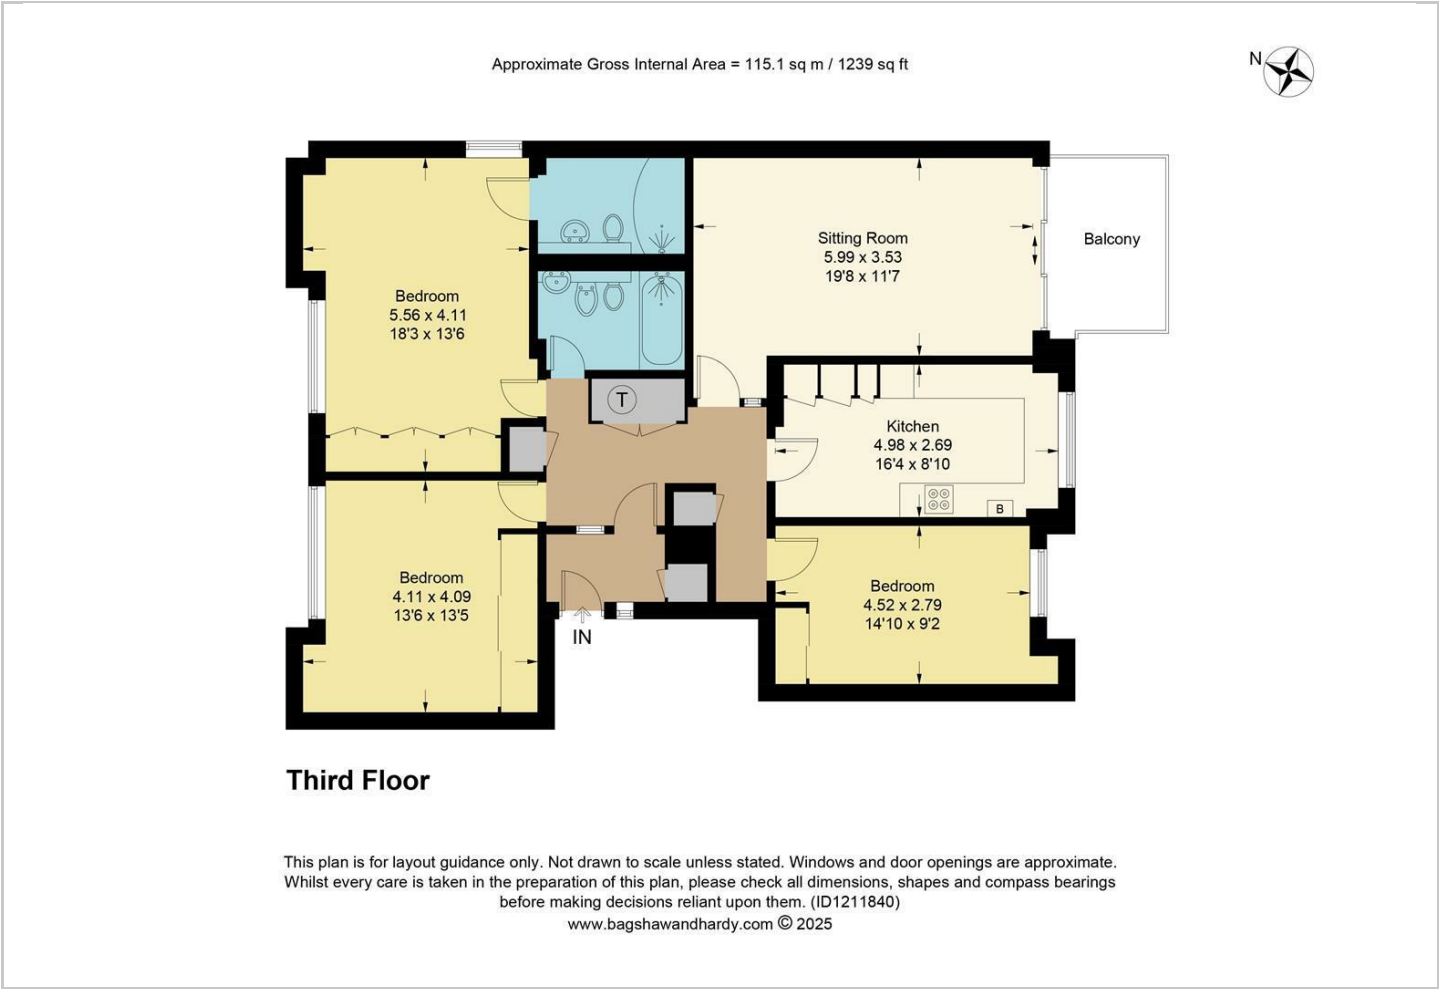 Approximate Gross Internal Area = 115.1 sq m / 1239 sq ft
N
Sitting Room
5.99 x 3.53
19'8 x 11'7
Balcony
Bedroom
5.56 x 4.11
18'3 x 13'6
T
Kitchen
4.98 x 2.69
16'4 x 8'10
B
Bedroom
4.11 x 4.09
13'6 x 13'5
Bedroom
4.52 x 2.79
14'10 x 9'2
IN
Third Floor
This plan is for layout guidance only. Not drawn to scale unless stated. Windows and door openings are approximate.
Whilst every care is taken in the preparation of this plan, please check all dimensions, shapes and compass bearings
before making decisions reliant upon them. (ID1211840)
www.bagshawandhardy.com © 2025